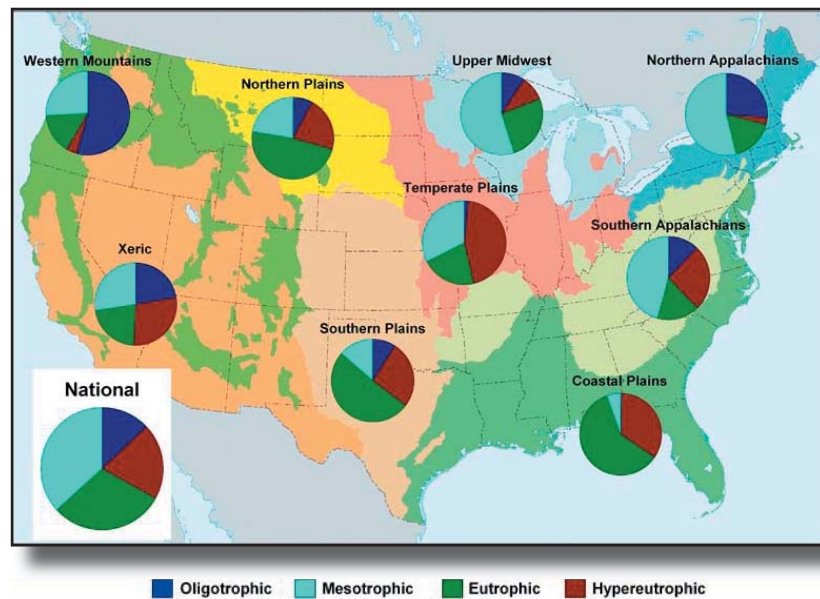 Western Mountains
Northern Plains
Upper Midwest
Northern Appalachians
Temperate Plains
Southern Appalachians
Xeric
Southern Plains
Coastal Plains
National
Oligotrophic Mesotrophic Eutrophic Hypereutrophic